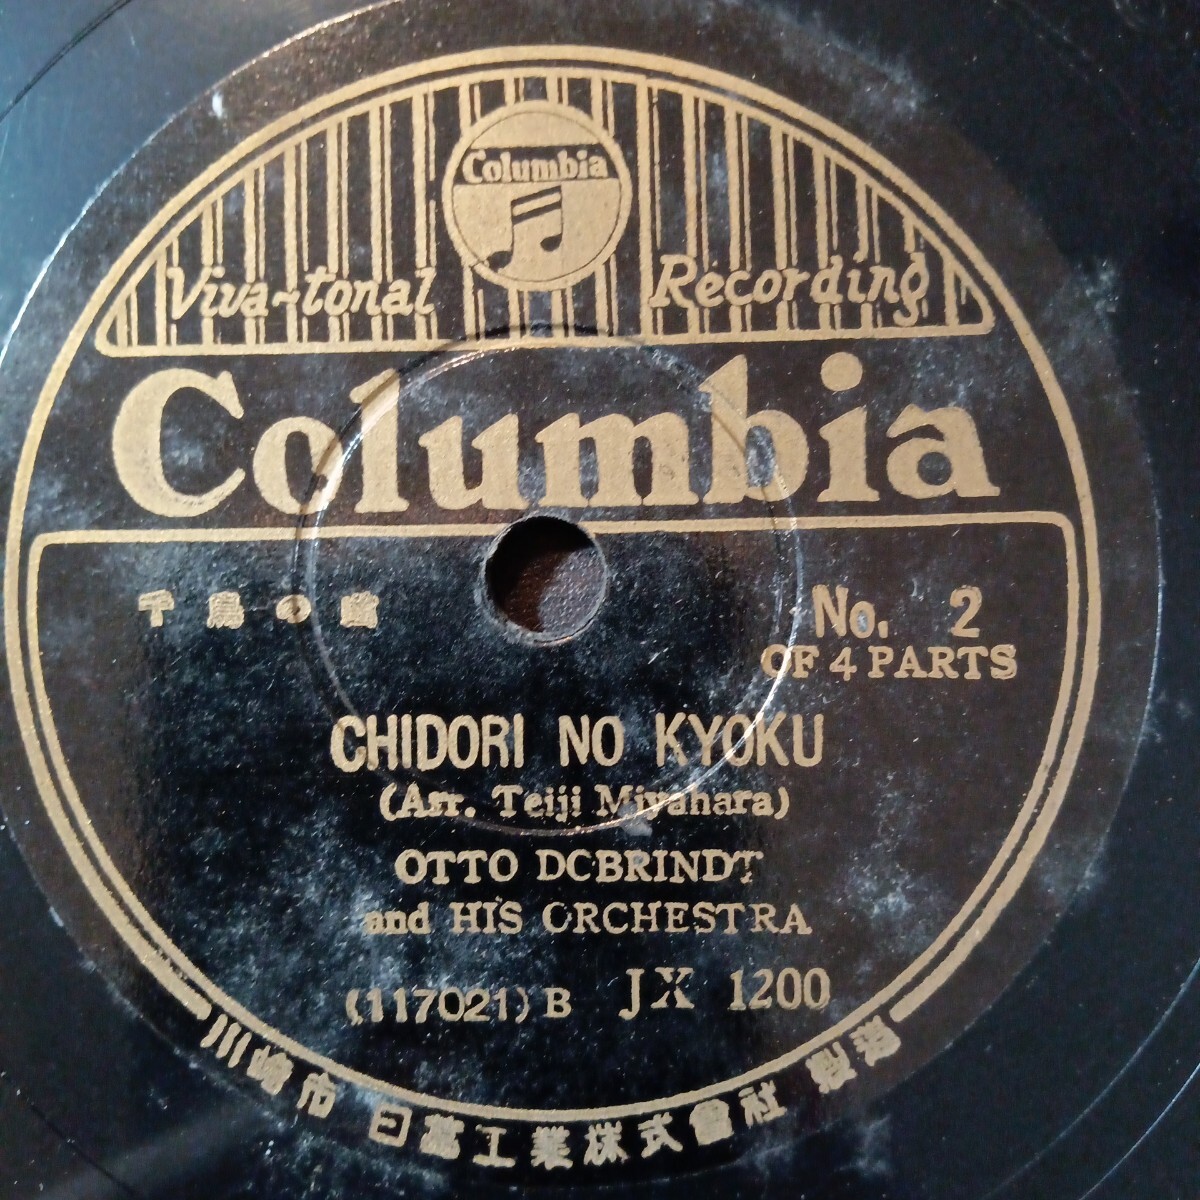 Columbia
Viva-tonal Recording
Columbia
千鳥の曲
No. 2
OF 4 PARTS
CHIDORI NO KYOKU
(Arr. Teiji Miyahara)
OTTO DOBRINDT
and HIS ORCHESTRA
(117021) B JX 1200
川崎市 日蓄工業株式會社 製造